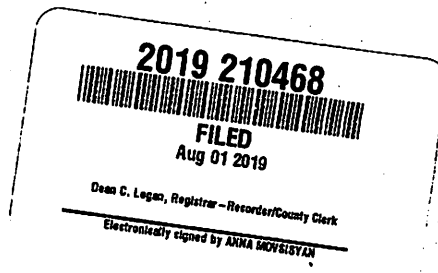 2019 210468
FILED
Aug 01 2019
Dean C. Logan, Registrar – Recorder/County Clerk
Electronically signed by ANNA MOVSISYAN